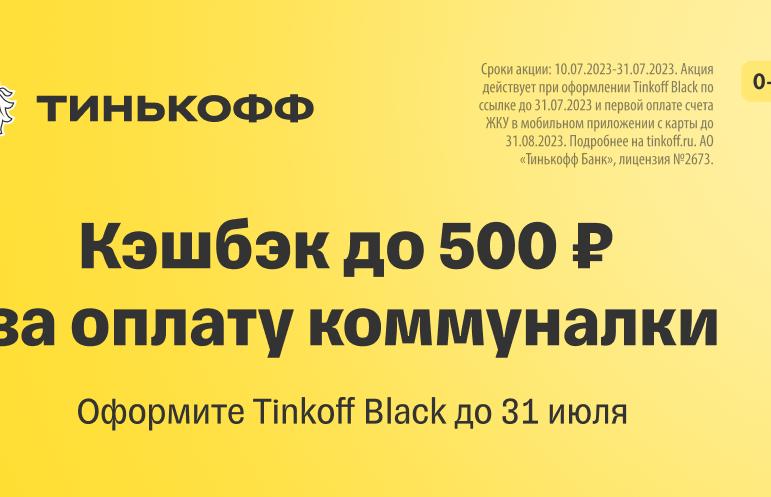 ТИНЬКОФФ
Сроки акции: 10.07.2023-31.07.2023. Акция
действует при оформлении Tinkoff Black по
ссылке до 31.07.2023 и первой оплате счета
ЖКУ в мобильном приложении с карты до
31.08.2023. Подробнее на tinkoff.ru. АО
«Тинькофф Банк», лицензия №2673.
0-
Кэшбэк до 500 ₽
за оплату коммуналки
Оформите Tinkoff Black до 31 июля